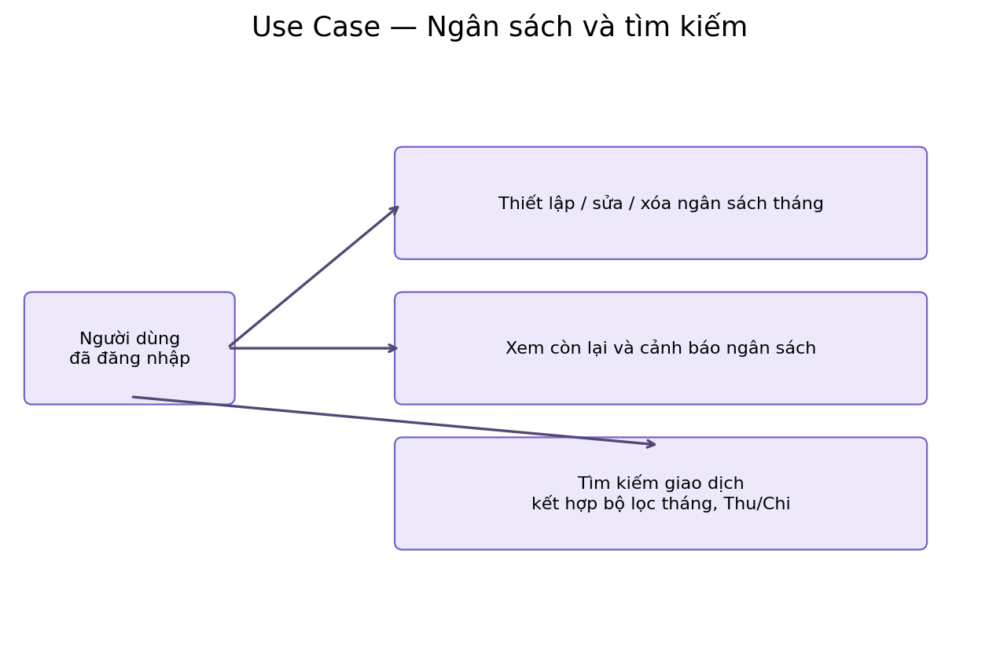 Use Case — Ngân sách và tìm kiếm
Thiết lập / sửa / xóa ngân sách tháng
Người dùng
đã đăng nhập
Xem còn lại và cảnh báo ngân sách
Tìm kiếm giao dịch
kết hợp bộ lọc tháng, Thu/Chi